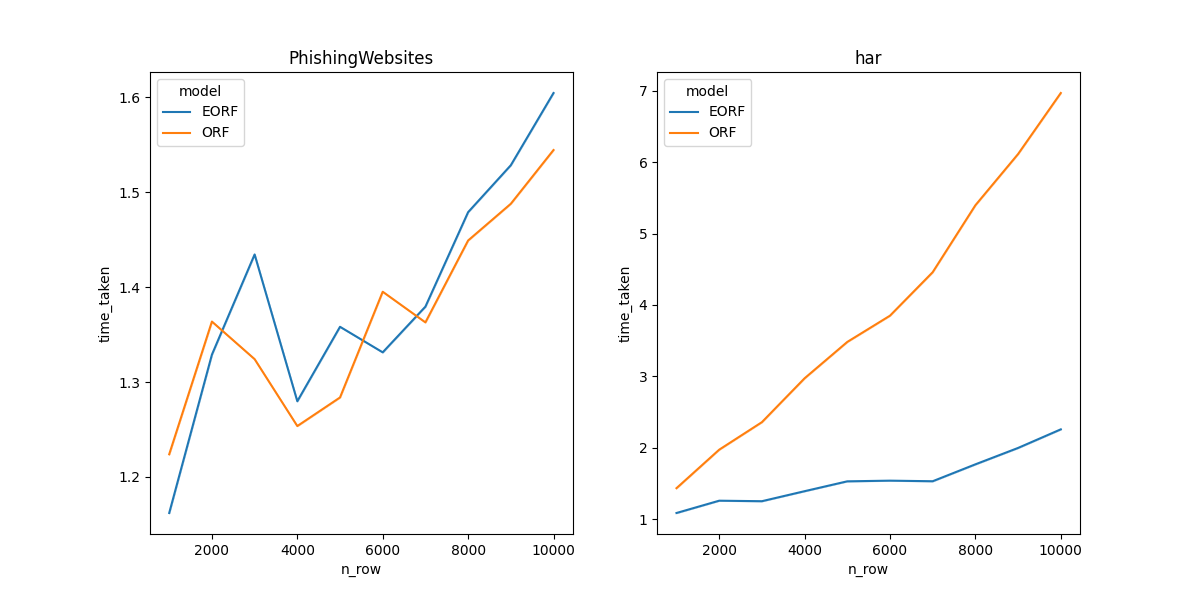 PhishingWebsites
model
EORF
ORF
1.6
1.5
1.4
1.3
1.2
time_taken
2000
4000
6000
8000
10000
n_row
har
model
EORF
ORF
7
6
5
4
3
2
1
time_taken
2000
4000
6000
8000
10000
n_row